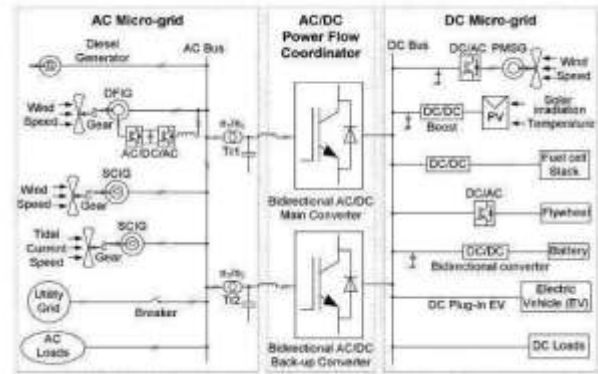 AC Micro-grid
Diesel
Generator
AC Bus
DFIG
Wind
Speed
Gear
AC/DC/AC
SCIG
Wind
Speed
Gear
SCIG
Tidal
Current
Speed
Gear
Utility
Grid
Breaker
AC
Loads
Tr1
Tr2
AC/DC
Power Flow
Coordinator
Bidirectional AC/DC
Main Converter
Bidirectional AC/DC
Back-up Converter
DC Micro-grid
DC Bus
DC/AC
PMSG
Wind
Speed
DC/DC
Boost
PV
Solar
Irradiation
Temperature
DC/DC
Fuel cell
Stack
DC/AC
Flywheel
DC/DC
Battery
Bidirectional converter
DC Plug-In EV
Electric
Vehicle (EV)
DC Loads